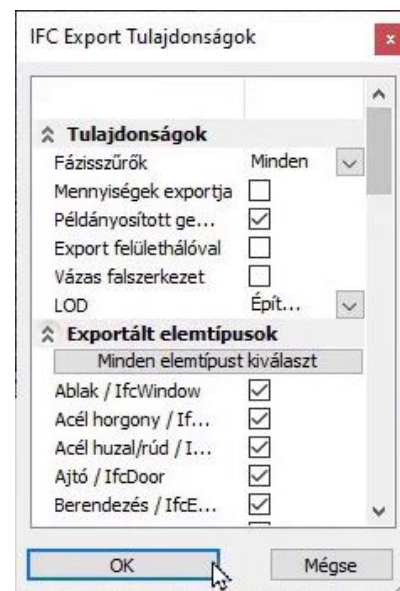 IFC Export Tulajdonságok
Tulajdonságok
Fázisszűrők Minden
Mennyiségek exportja
Példányosított ge...
Export felülethálóval
Vázas falszerkezet
LOD Épít...
Exportált elemtípusok
Minden elemtípust kiválaszt
Ablak / IfcWindow
Acél horgony / If...
Acél huzal/rúd / I...
Ajtó / IfcDoor
Berendezés / IfcE...
OK Mégse